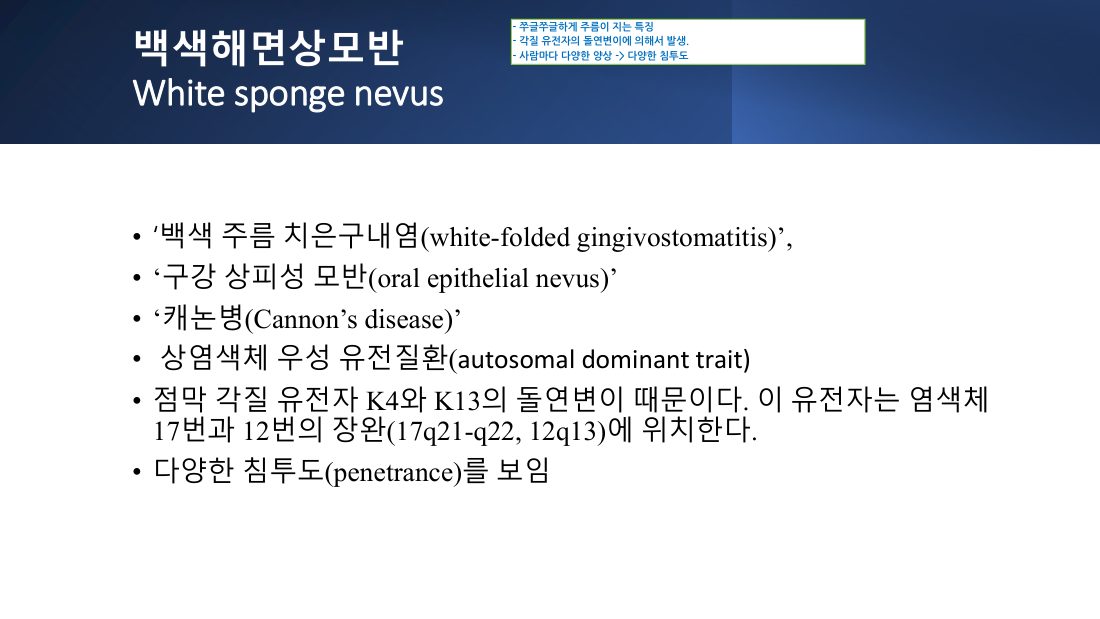 백색해면상모반
White sponge nevus
- 쭈글쭈글하게 주름이 지는 특징
- 각질 유전자의 돌연변이에 의해서 발생.
- 사람마다 다양한 양상 -> 다양한 침투도
• ‘백색 주름 치은구내염(white-folded gingivostomatitis)’,
• ‘구강 상피성 모반(oral epithelial nevus)’
• ‘캐논병(Cannon’s disease)’
• 상염색체 우성 유전질환(autosomal dominant trait)
• 점막 각질 유전자 K4와 K13의 돌연변이 때문이다. 이 유전자는 염색체
17번과 12번의 장완(17q21-q22, 12q13)에 위치한다.
• 다양한 침투도(penetrance)를 보임